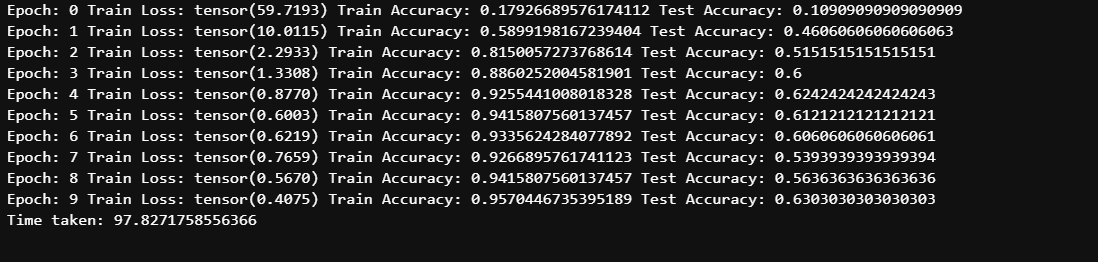 Epoch: 0 Train Loss: tensor(59.7193) Train Accuracy: 0.17926689576174112 Test Accuracy: 0.10909090909090909
Epoch: 1 Train Loss: tensor(10.0115) Train Accuracy: 0.5899198167239404 Test Accuracy: 0.46060606060606063
Epoch: 2 Train Loss: tensor(2.2933) Train Accuracy: 0.8150057273768614 Test Accuracy: 0.5151515151515151
Epoch: 3 Train Loss: tensor(1.3308) Train Accuracy: 0.8860252004581901 Test Accuracy: 0.6
Epoch: 4 Train Loss: tensor(0.8770) Train Accuracy: 0.9255441008018328 Test Accuracy: 0.6242424242424243
Epoch: 5 Train Loss: tensor(0.6003) Train Accuracy: 0.9415807560137457 Test Accuracy: 0.6121212121212121
Epoch: 6 Train Loss: tensor(0.6219) Train Accuracy: 0.9335624284077892 Test Accuracy: 0.6060606060606061
Epoch: 7 Train Loss: tensor(0.7659) Train Accuracy: 0.9266895761741123 Test Accuracy: 0.5393939393939394
Epoch: 8 Train Loss: tensor(0.5670) Train Accuracy: 0.9415807560137457 Test Accuracy: 0.5636363636363636
Epoch: 9 Train Loss: tensor(0.4075) Train Accuracy: 0.9570446735395189 Test Accuracy: 0.6303030303030303
Time taken: 97.8271758556366